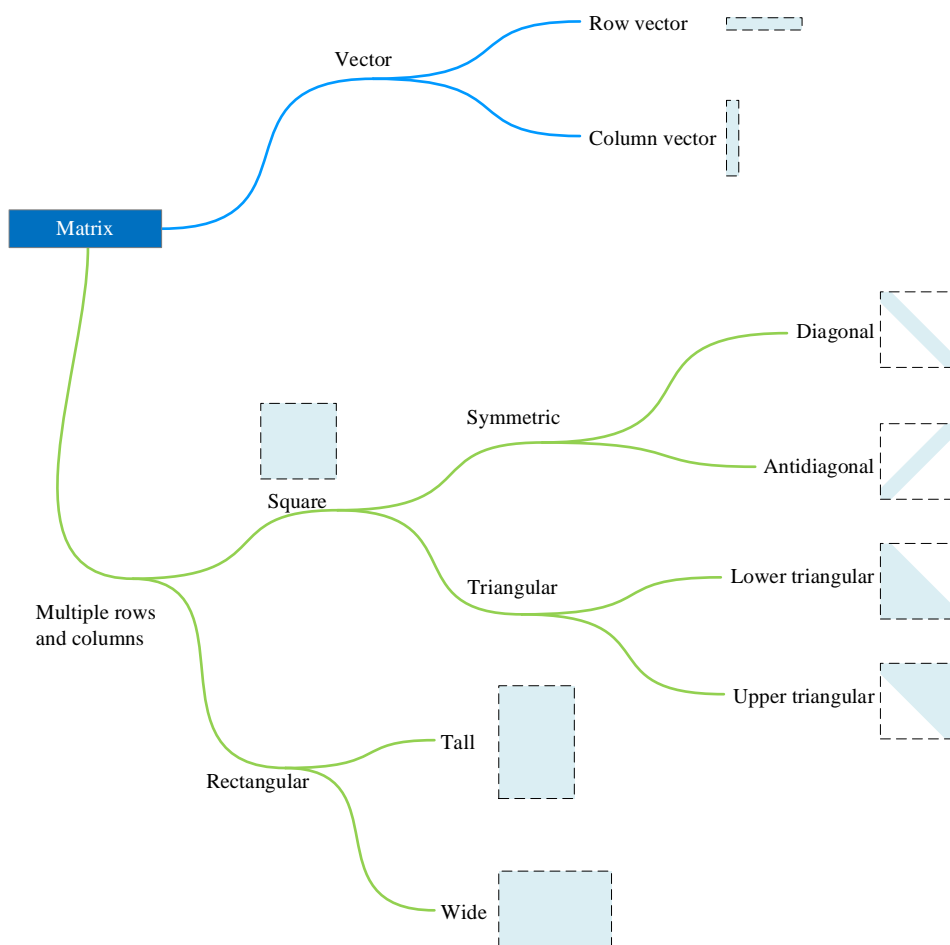 Row vector
Vector
Column vector
Matrix
Diagonal
Symmetric
Antidiagonal
Square
Lower triangular
Triangular
Multiple rows
and columns
Upper triangular
Tall
Rectangular
Wide